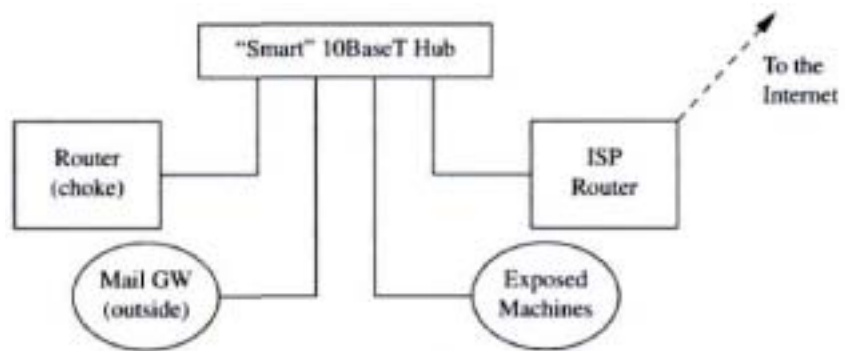 “Smart” 10BaseT Hub
To the
Internet
Router
(choke)
ISP
Router
Mail GW
(outside)
Exposed
Machines